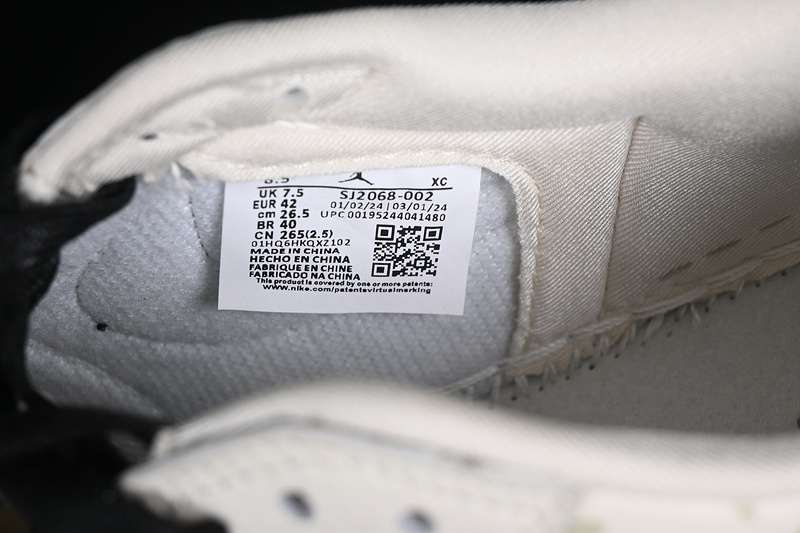 8.5 XC
UK 7.5 SJ2068-002
EUR 42 01/02/24 | 03/01/24
cm 26.5 UPC 00195244041480
BR 40
CN 265(2.5)
01HQ6HKQXZ102
MADE IN CHINA
HECHO EN CHINA
FABRIQUE EN CHINE
FABRICADO NA CHINA
This product is covered by one or more patents:
www.nike.com/patentsvirtualmarking